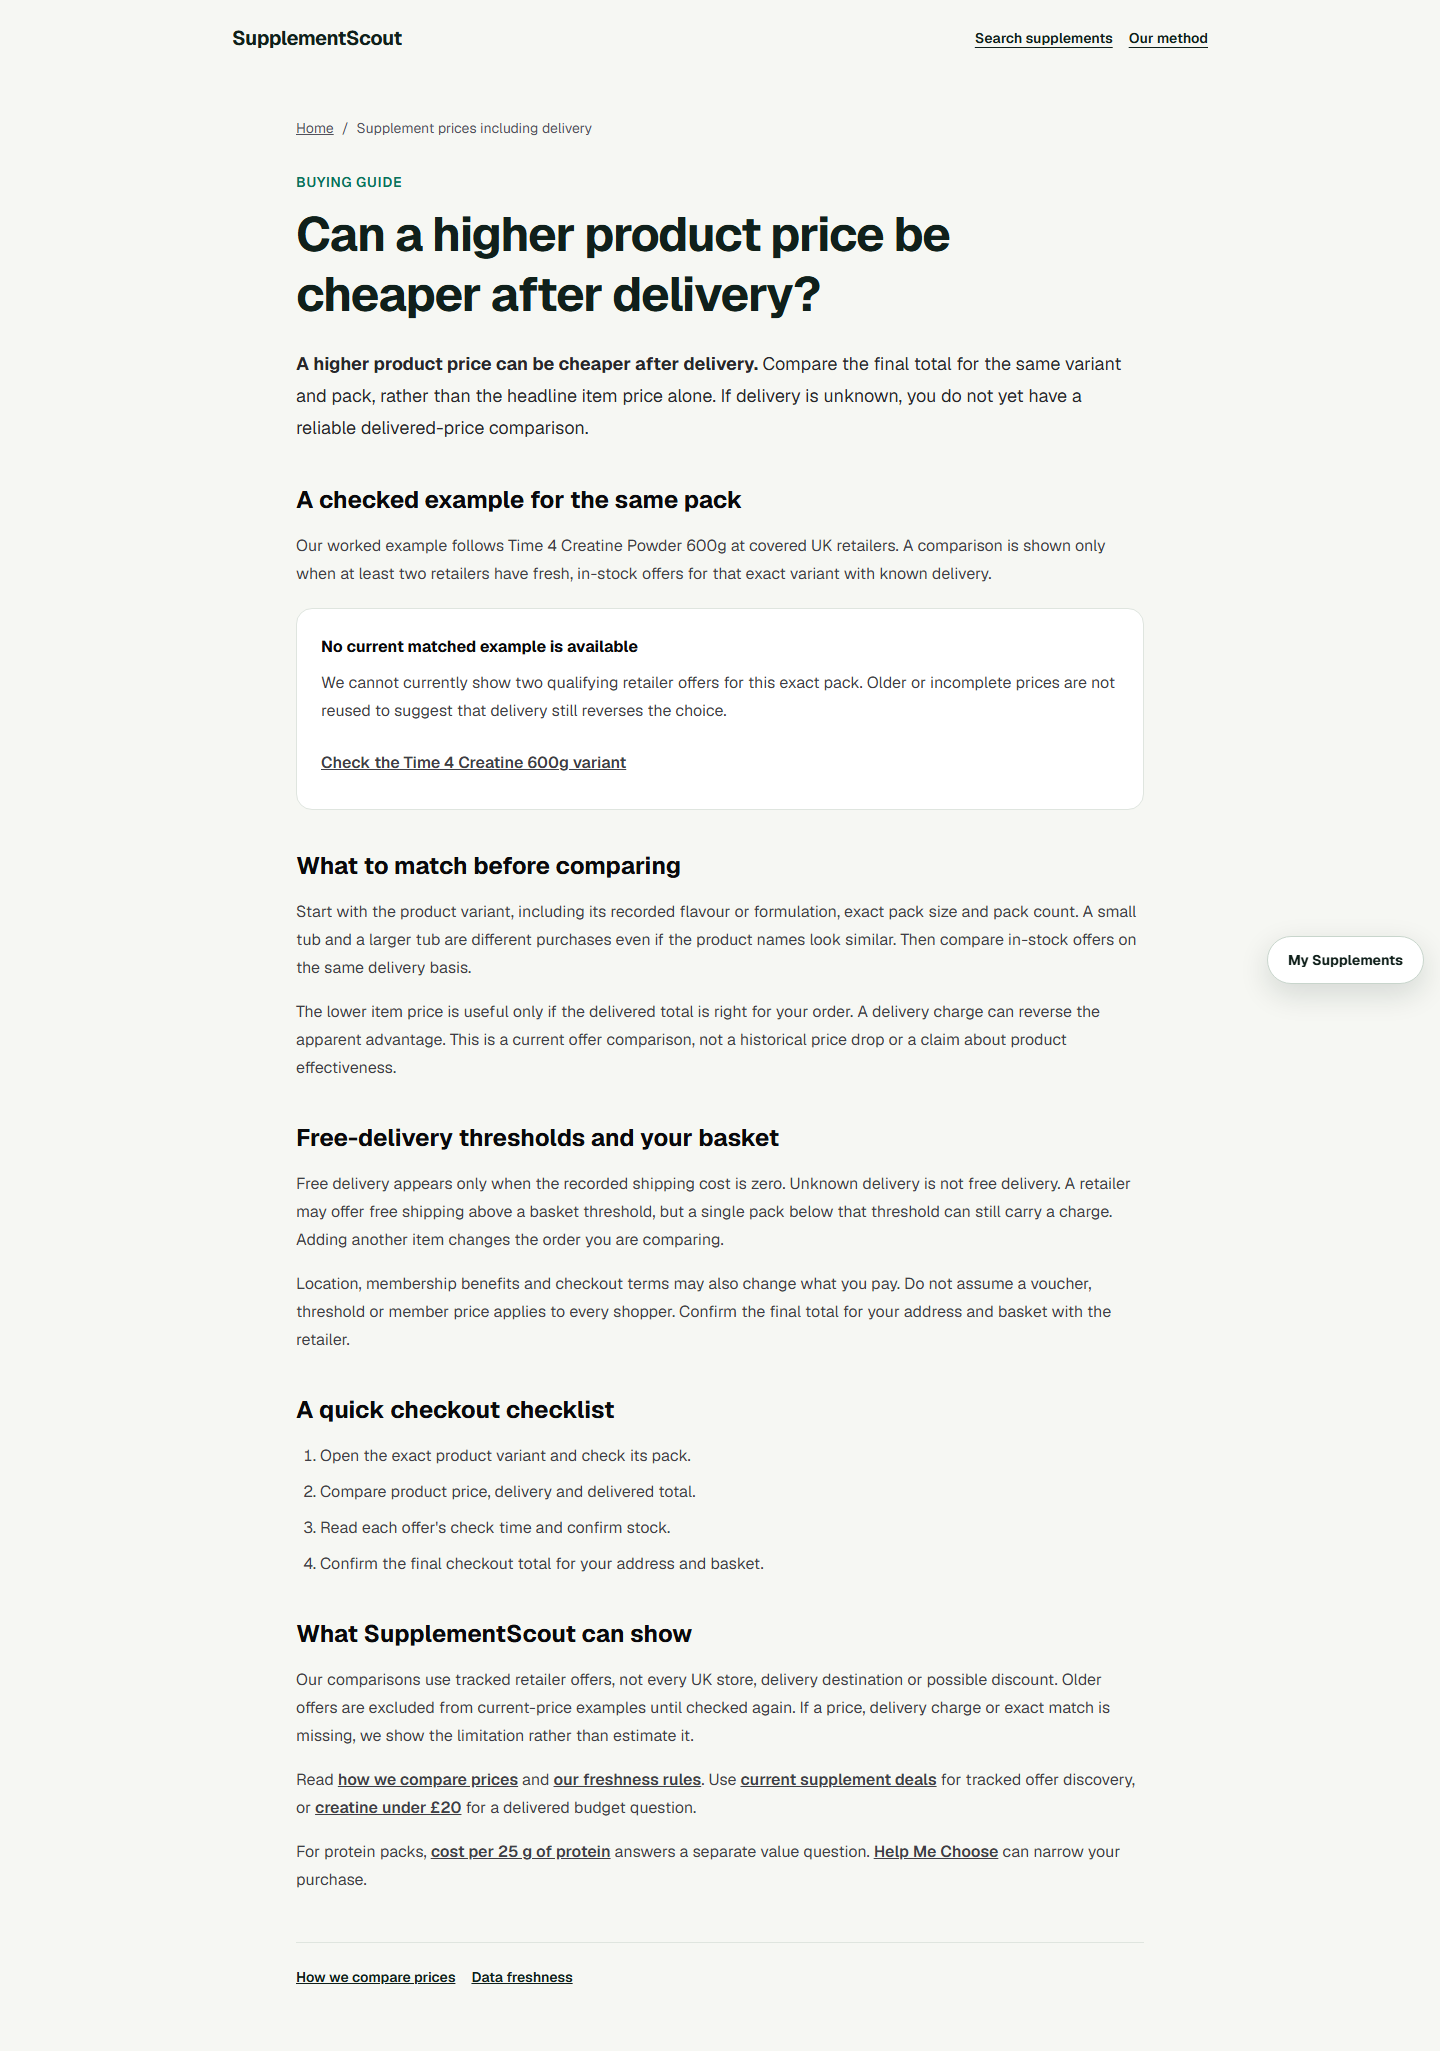 SupplementScout
Search supplements Our method
Home / Supplement prices including delivery
BUYING GUIDE
Can a higher product price be
cheaper after delivery?
A higher product price can be cheaper after delivery. Compare the final total for the same variant
and pack, rather than the headline item price alone. If delivery is unknown, you do not yet have a
reliable delivered-price comparison.
A checked example for the same pack
Our worked example follows Time 4 Creatine Powder 600g at covered UK retailers. A comparison is shown only
when at least two retailers have fresh, in-stock offers for that exact variant with known delivery.
No current matched example is available
We cannot currently show two qualifying retailer offers for this exact pack. Older or incomplete prices are not
reused to suggest that delivery still reverses the choice.
Check the Time 4 Creatine 600g variant
What to match before comparing
Start with the product variant, including its recorded flavour or formulation, exact pack size and pack count. A small
tub and a larger tub are different purchases even if the product names look similar. Then compare in-stock offers on
the same delivery basis.
My Supplements
The lower item price is useful only if the delivered total is right for your order. A delivery charge can reverse the
apparent advantage. This is a current offer comparison, not a historical price drop or a claim about product
effectiveness.
Free-delivery thresholds and your basket
Free delivery appears only when the recorded shipping cost is zero. Unknown delivery is not free delivery. A retailer
may offer free shipping above a basket threshold, but a single pack below that threshold can still carry a charge.
Adding another item changes the order you are comparing.
Location, membership benefits and checkout terms may also change what you pay. Do not assume a voucher,
threshold or member price applies to every shopper. Confirm the final total for your address and basket with the
retailer.
A quick checkout checklist
1. Open the exact product variant and check its pack.
2. Compare product price, delivery and delivered total.
3. Read each offer's check time and confirm stock.
4. Confirm the final checkout total for your address and basket.
What SupplementScout can show
Our comparisons use tracked retailer offers, not every UK store, delivery destination or possible discount. Older
offers are excluded from current-price examples until checked again. If a price, delivery charge or exact match is
missing, we show the limitation rather than estimate it.
Read how we compare prices and our freshness rules. Use current supplement deals for tracked offer discovery,
or creatine under £20 for a delivered budget question.
For protein packs, cost per 25 g of protein answers a separate value question. Help Me Choose can narrow your
purchase.
How we compare prices Data freshness